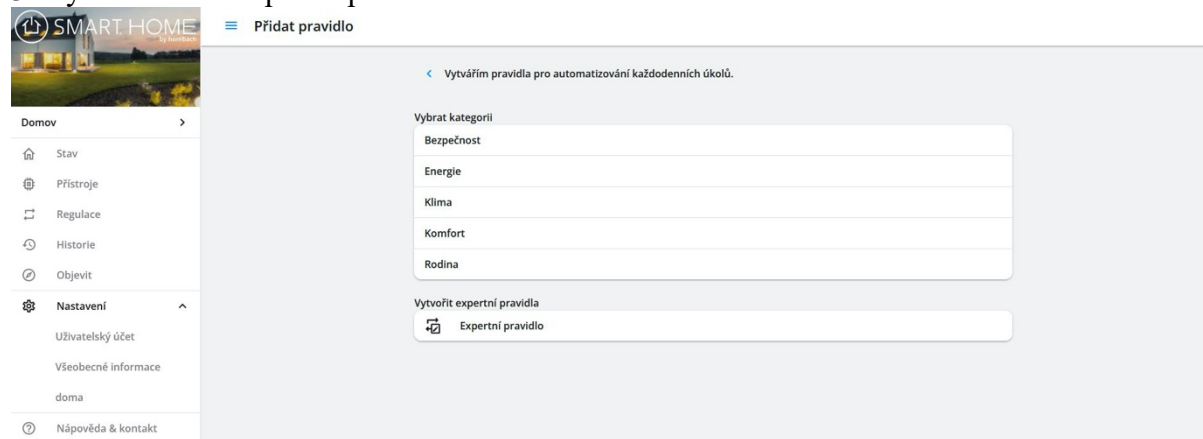 SMART HOME
by hornbach
Přidat pravidlo
Vytvářím pravidla pro automatizování každodenních úkolů.
Domov
Stav
Přístroje
Regulace
Historie
Objevit
Nastavení
Uživatelský účet
Všeobecné informace
doma
Nápověda & kontakt
Vybrat kategorii
Bezpečnost
Energie
Klima
Komfort
Rodina
Vytvořit expertní pravidla
Expertní pravidlo